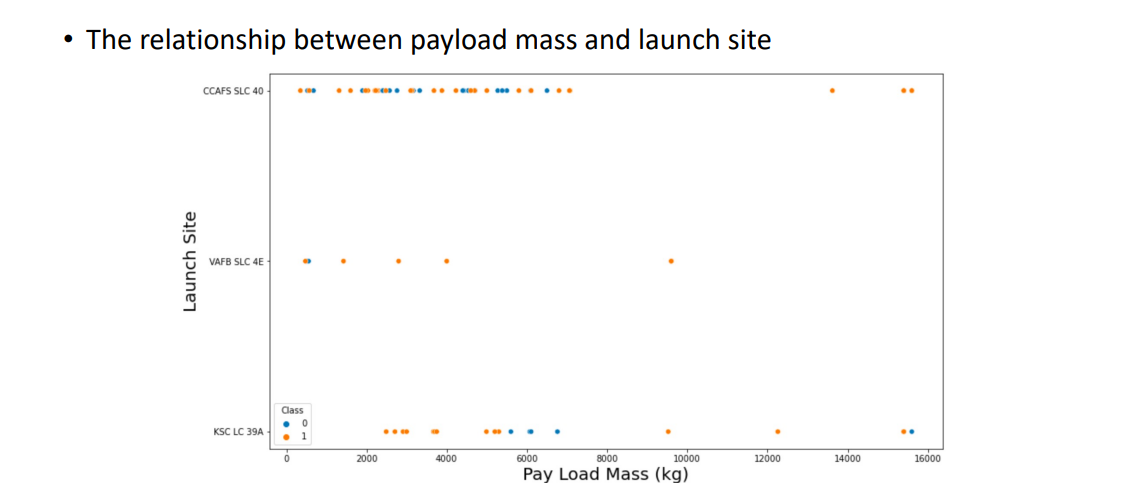 • The relationship between payload mass and launch site
CCAFS SLC 40
VAFB SLC 4E
KSC LC 39A
Launch Site
Class
0
1
0 2000 4000 6000 8000 10000 12000 14000 16000
Pay Load Mass (kg)